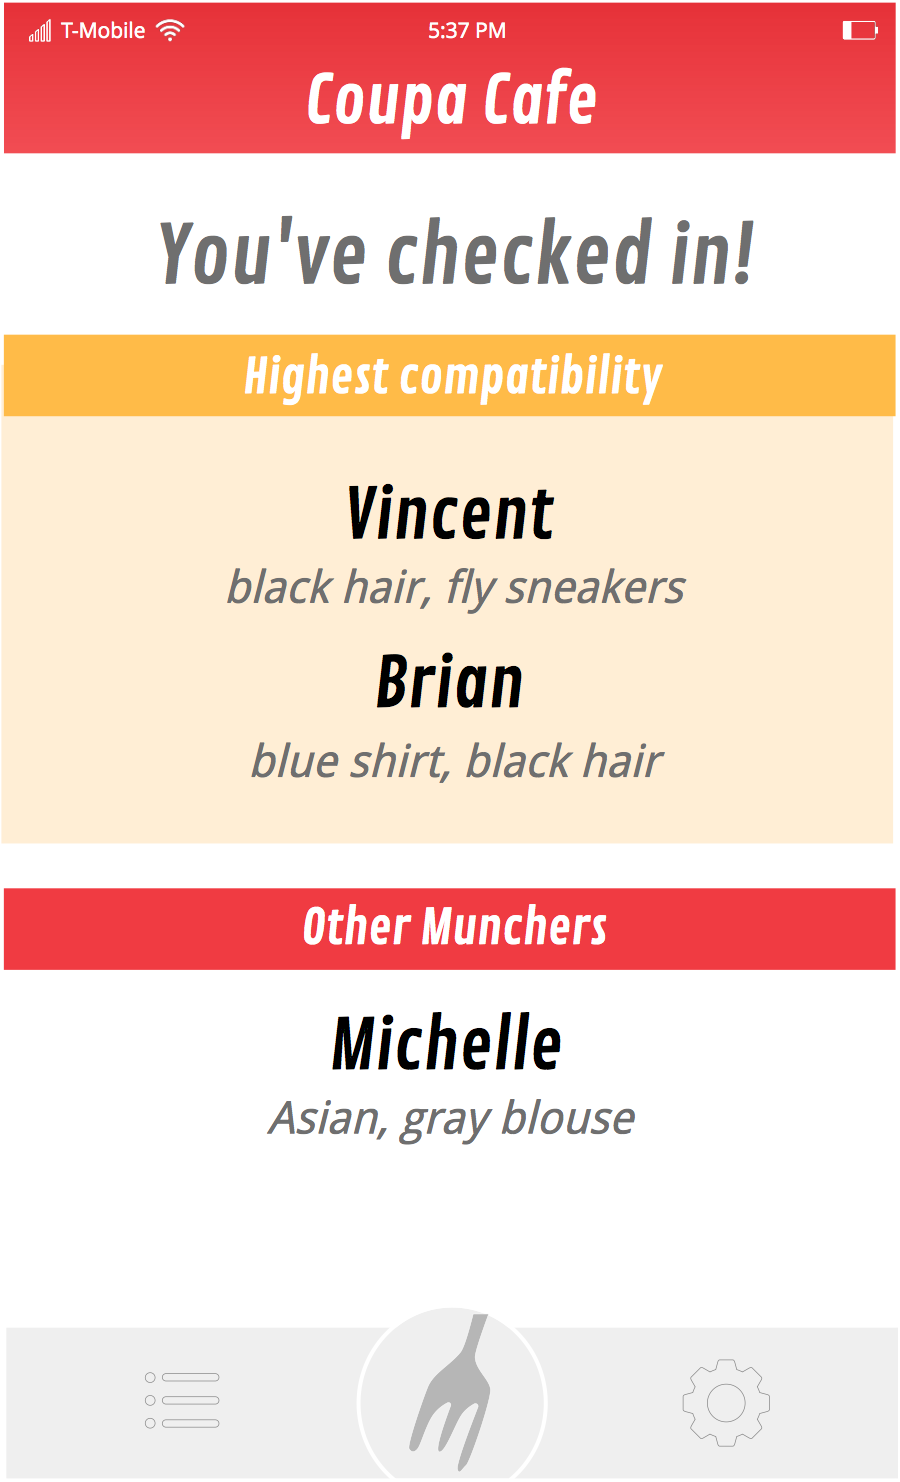 T-Mobile 5:37 PM
Coupa Cafe
You've checked in!
Highest compatibility
Vincent
black hair, fly sneakers
Brian
blue shirt, black hair
Other Munchers
Michelle
Asian, gray blouse